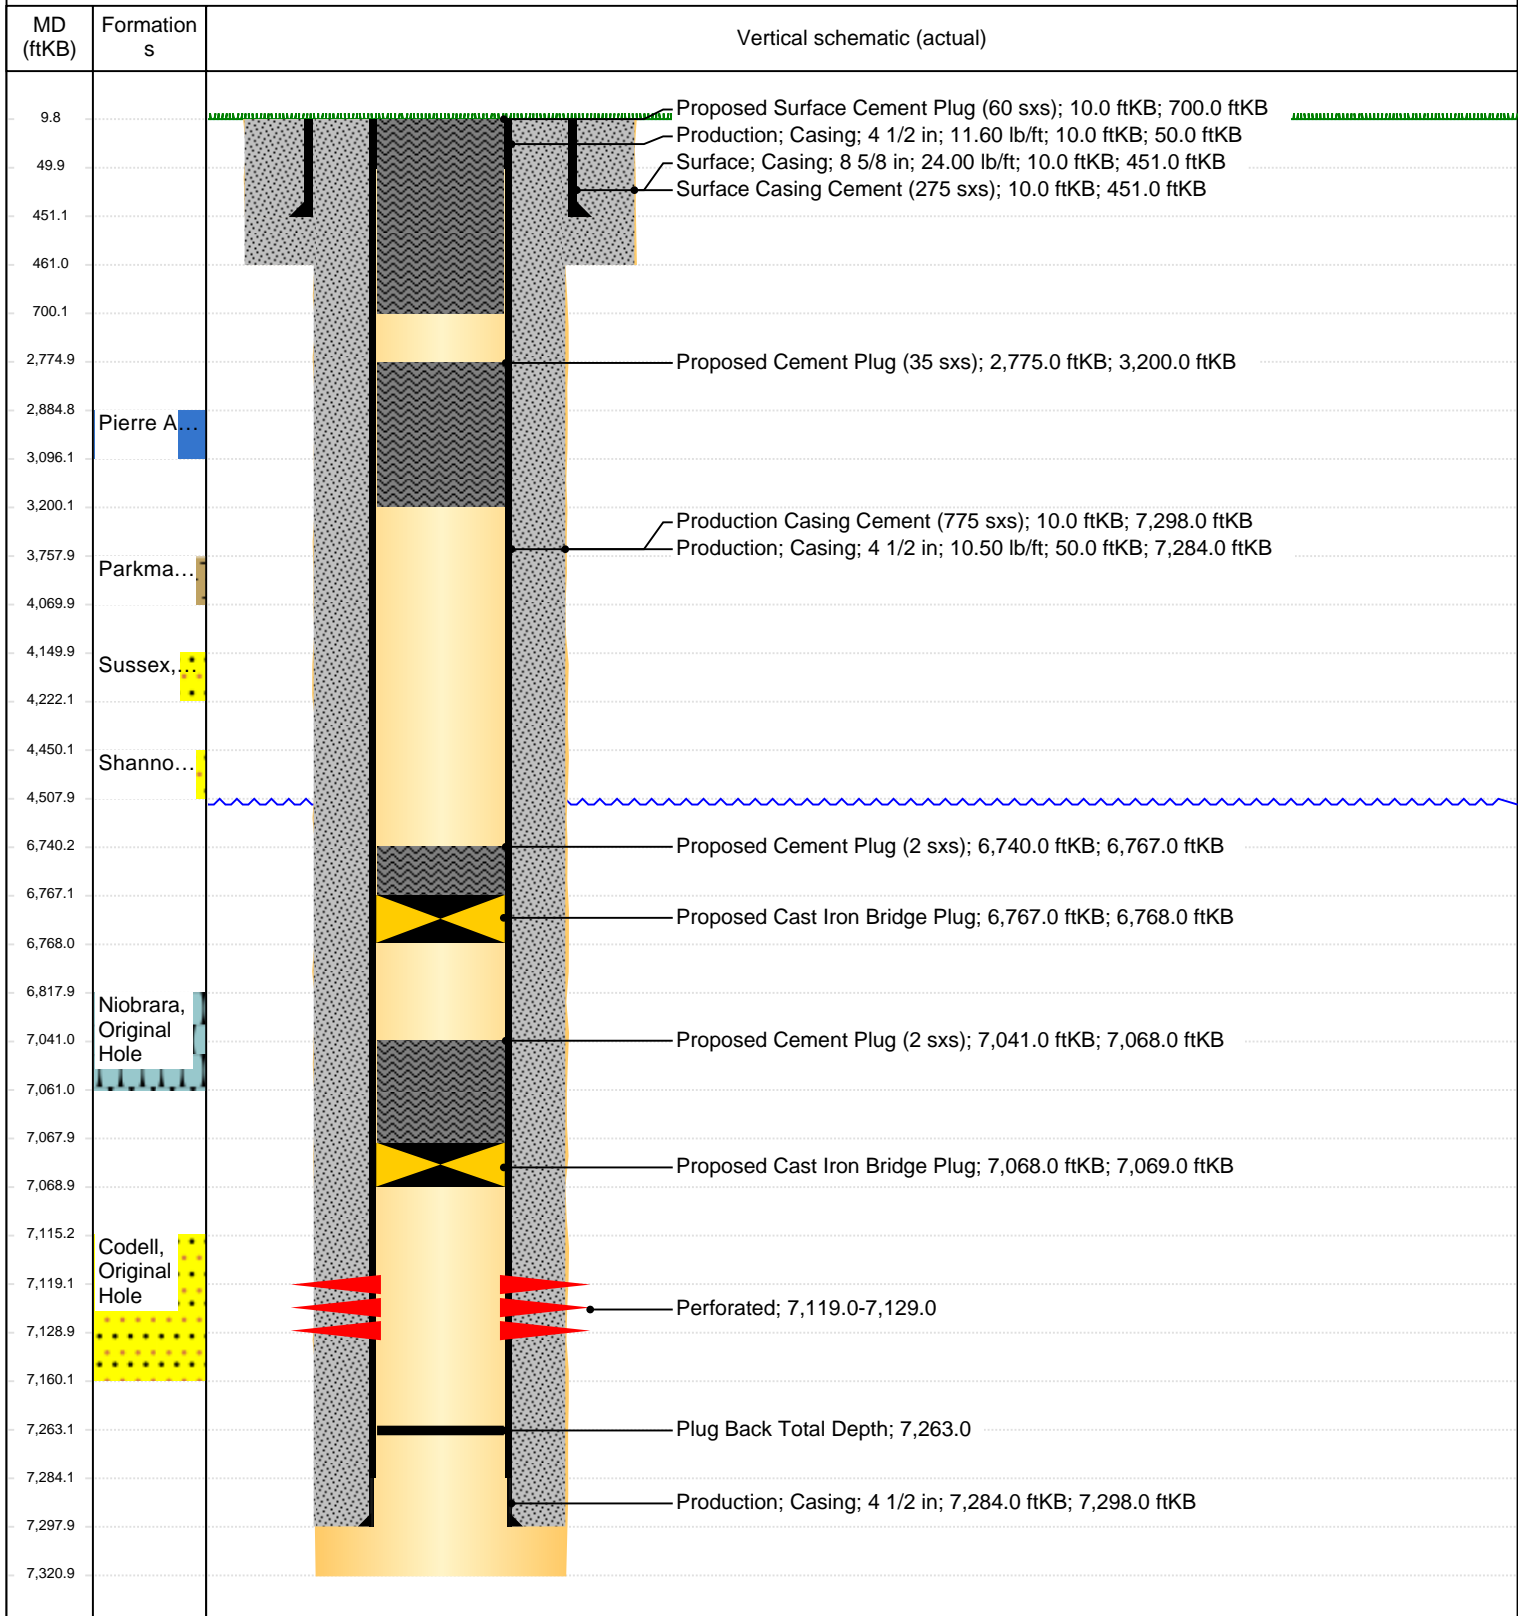 MD
(ftKB)
Formation
s
Vertical schematic (actual)
9.8
Proposed Surface Cement Plug (60 sxs); 10.0 ftKB; 700.0 ftKB
Production; Casing; 4 1/2 in; 11.60 lb/ft; 10.0 ftKB; 50.0 ftKB
49.9
Surface; Casing; 8 5/8 in; 24.00 lb/ft; 10.0 ftKB; 451.0 ftKB
Surface Casing Cement (275 sxs); 10.0 ftKB; 451.0 ftKB
451.1
461.0
700.1
2,774.9
Proposed Cement Plug (35 sxs); 2,775.0 ftKB; 3,200.0 ftKB
2,884.8
Pierre A...
3,096.1
3,200.1
Production Casing Cement (775 sxs); 10.0 ftKB; 7,298.0 ftKB
Production; Casing; 4 1/2 in; 10.50 lb/ft; 50.0 ftKB; 7,284.0 ftKB
3,757.9
Parkma...
4,069.9
4,149.9
Sussex,...
4,222.1
4,450.1
Shanno...
4,507.9
6,740.2
Proposed Cement Plug (2 sxs); 6,740.0 ftKB; 6,767.0 ftKB
6,767.1
Proposed Cast Iron Bridge Plug; 6,767.0 ftKB; 6,768.0 ftKB
6,768.0
6,817.9
Niobrara,
Original
Hole
7,041.0
Proposed Cement Plug (2 sxs); 7,041.0 ftKB; 7,068.0 ftKB
7,061.0
7,067.9
Proposed Cast Iron Bridge Plug; 7,068.0 ftKB; 7,069.0 ftKB
7,068.9
7,115.2
Codell,
Original
Hole
7,119.1
Perforated; 7,119.0-7,129.0
7,128.9
7,160.1
7,263.1
Plug Back Total Depth; 7,263.0
7,284.1
Production; Casing; 4 1/2 in; 7,284.0 ftKB; 7,298.0 ftKB
7,297.9
7,320.9